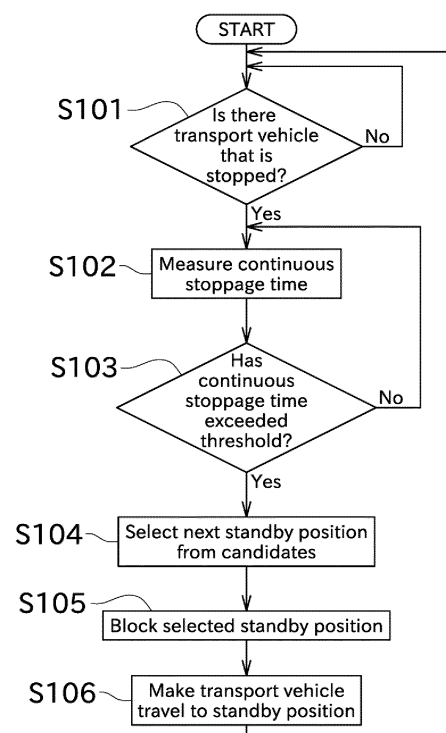 START
S101
Is there
transport vehicle
that is
stopped?
No
Yes
S102
Measure continuous
stoppage time
S103
Has
continuous
stoppage time
exceeded
threshold?
No
Yes
S104
Select next standby position
from candidates
S105
Block selected standby position
S106
Make transport vehicle
travel to standby position